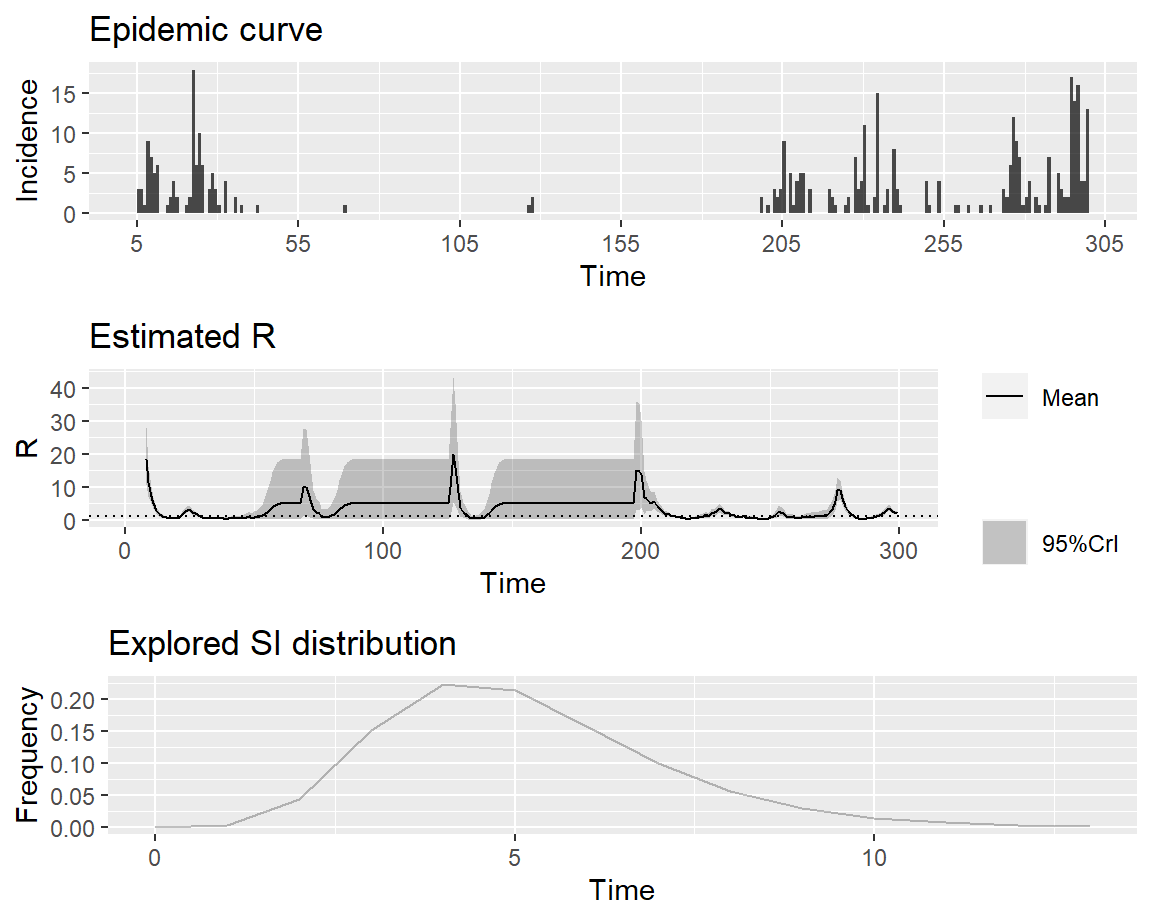 Epidemic curve
Incidence
15
10
5
0
5 55 105 155 205 255 305
Time
Estimated R
R
40
30
20
10
0
0 100 200 300
Time
Mean
95%CrI
Explored SI distribution
Frequency
0.20
0.15
0.10
0.05
0.00
0 5 10
Time